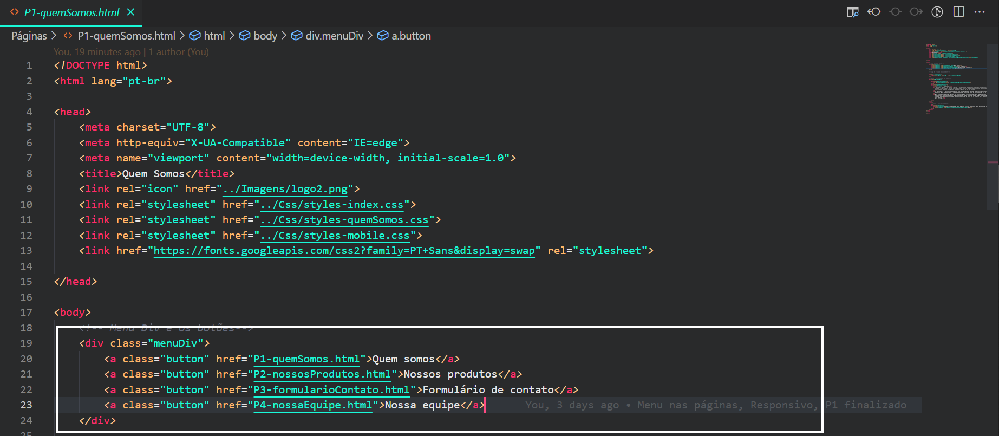 P1-quemSomos.html
Páginas > P1-quemSomos.html > html > body > div.menuDiv > a.button
You, 19 minutes ago | 1 author (You)
1 <!DOCTYPE html>
2 <html lang="pt-br">
3
4 <head>
5 <meta charset="UTF-8">
6 <meta http-equiv="X-UA-Compatible" content="IE=edge">
7 <meta name="viewport" content="width=device-width, initial-scale=1.0">
8 <title>Quem Somos</title>
9 <link rel="icon" href="../Imagens/logo2.png">
10 <link rel="stylesheet" href="../Css/styles-index.css">
11 <link rel="stylesheet" href="../Css/styles-quemSomos.css">
12 <link rel="stylesheet" href="../Css/styles-mobile.css">
13 <link href="https://fonts.googleapis.com/css2?family=PT+Sans&display=swap" rel="stylesheet">
14
15 </head>
16
17 <body>
18 <!-- Menu Div e os botões-->
19 <div class="menuDiv">
20 <a class="button" href="P1-quemSomos.html">Quem somos</a>
21 <a class="button" href="P2-nossosProdutos.html">Nossos produtos</a>
22 <a class="button" href="P3-formularioContato.html">Formulário de contato</a>
23 <a class="button" href="P4-nossaEquipe.html">Nossa equipe</a> You, 3 days ago • Menu nas páginas, Responsivo, P1 finalizado
24 </div>
25